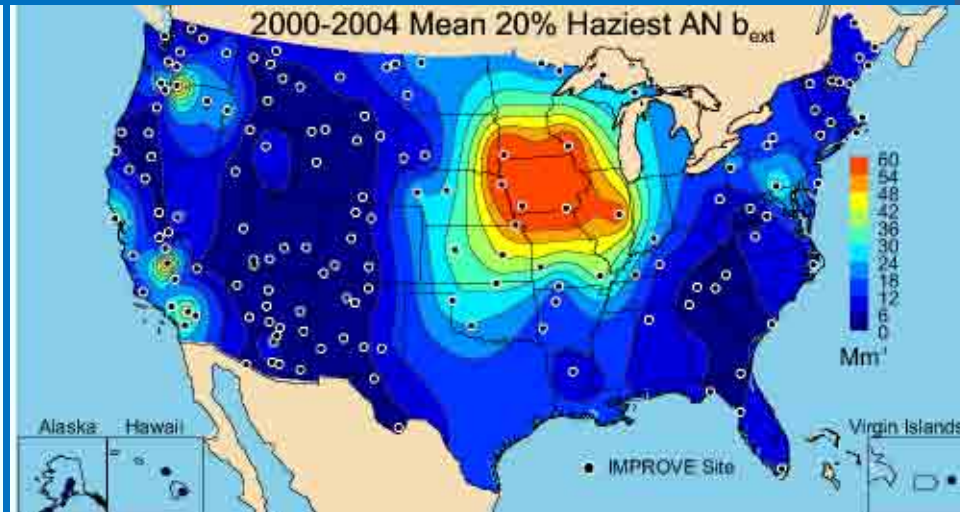 2000-2004 Mean 20% Haziest AN bext
60
54
48
42
36
30
24
18
12
6
0
Mm-1
Alaska
Hawaii
IMPROVE Site
Virgin Islands